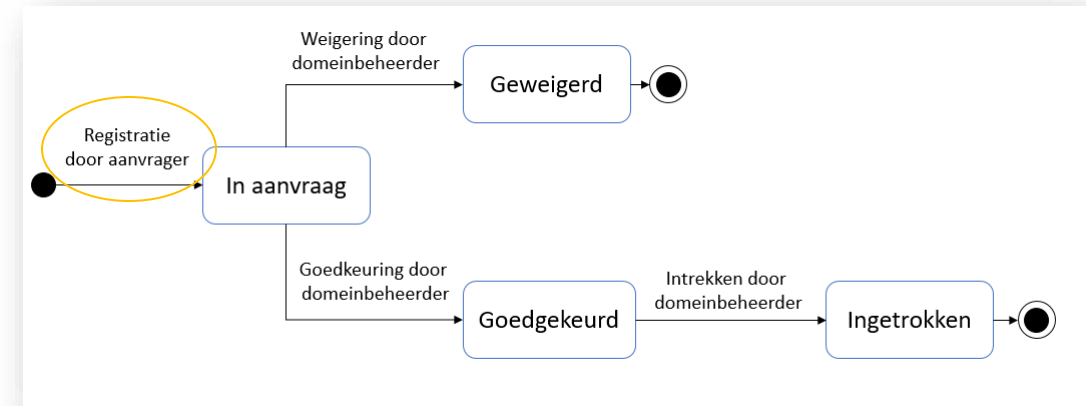 Weigering door
domeinbeheerder
Geweigerd
Registratie
door aanvrager
In aanvraag
Goedkeuring door
domeinbeheerder
Goedgekeurd
Intrekken door
domeinbeheerder
Ingetrokken